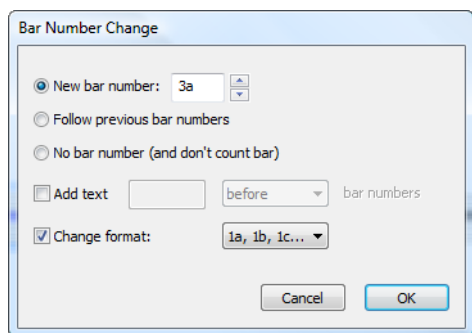 Bar Number Change
New bar number: 3a
Follow previous bar numbers
No bar number (and don't count bar)
Add text before bar numbers
Change format: 1a, 1b, 1c...
Cancel OK